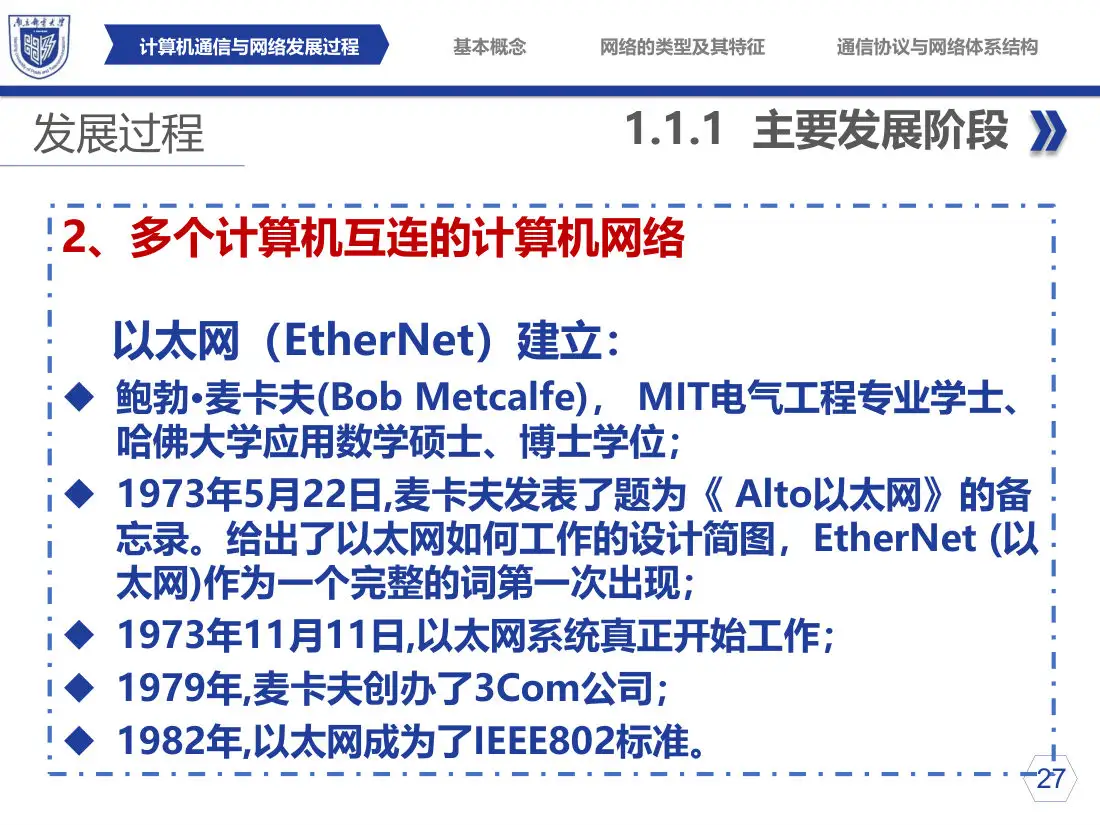 南京邮电大学
计算机通信与网络发展过程
基本概念
网络的类型及其特征
通信协议与网络体系结构
发展过程
1.1.1 主要发展阶段
2、多个计算机互连的计算机网络
以太网（EtherNet）建立：
◆ 鲍勃•麦卡夫(Bob Metcalfe)， MIT电气工程专业学士、
哈佛大学应用数学硕士、博士学位；
◆ 1973年5月22日,麦卡夫发表了题为《 Alto以太网》的备
忘录。给出了以太网如何工作的设计简图，EtherNet (以
太网)作为一个完整的词第一次出现；
◆ 1973年11月11日,以太网系统真正开始工作；
◆ 1979年,麦卡夫创办了3Com公司；
◆ 1982年,以太网成为了IEEE802标准。
27